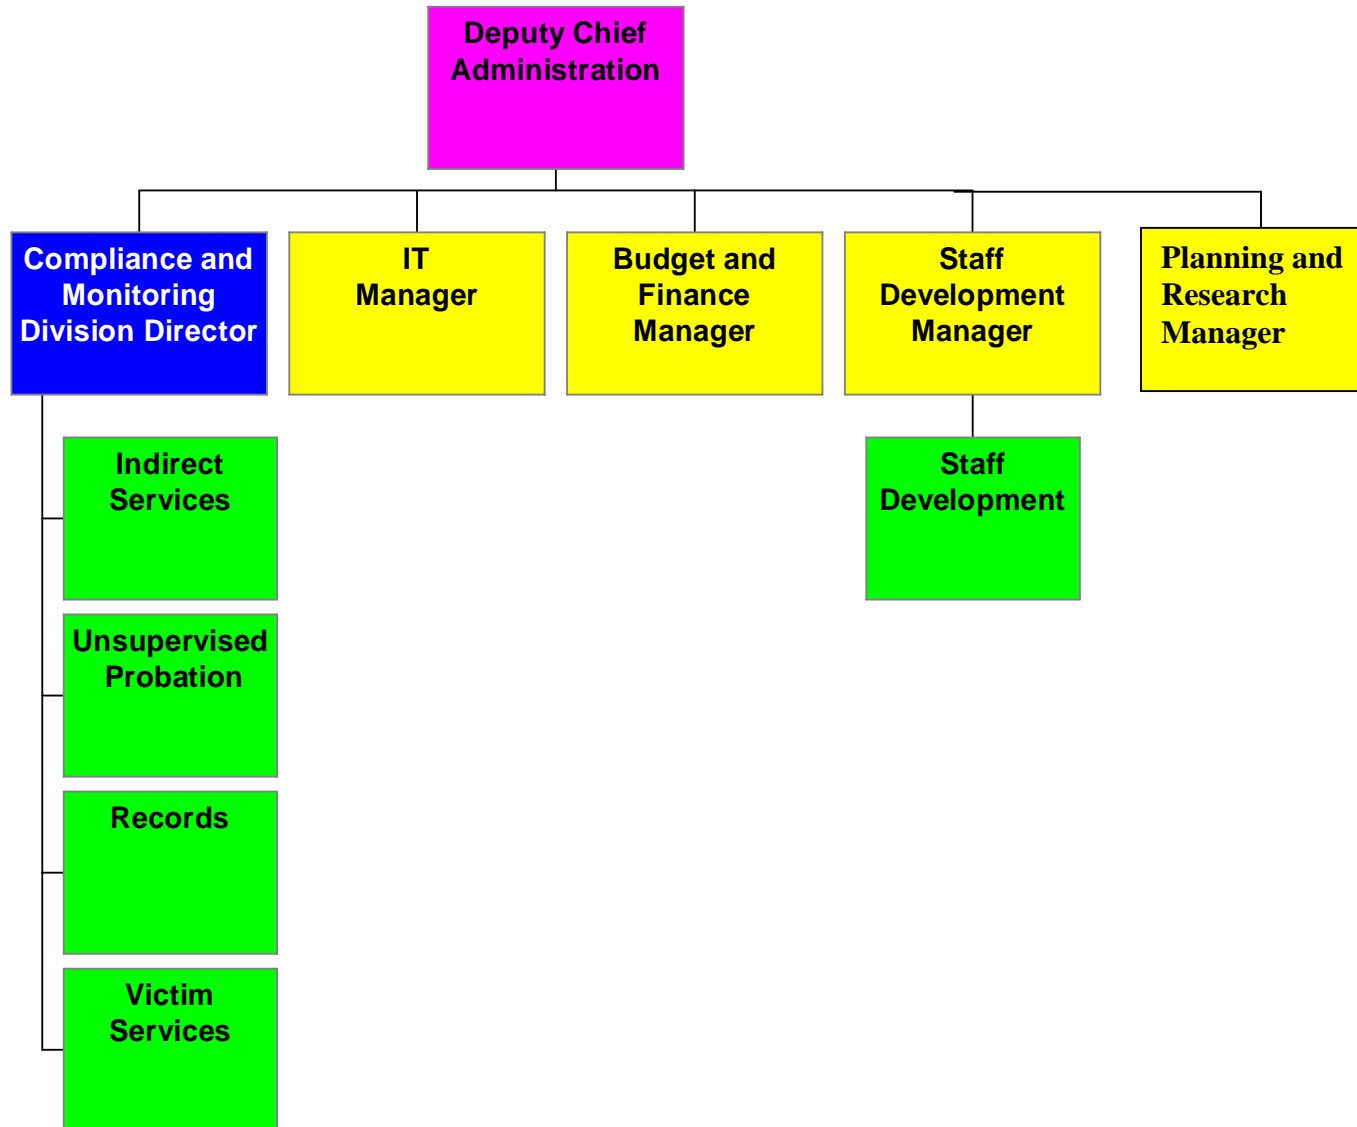 Deputy Chief
Administration
Compliance and
Monitoring
Division Director
IT
Manager
Budget and
Finance
Manager
Staff
Development
Manager
Planning and
Research
Manager
Indirect
Services
Staff
Development
Unsupervised
Probation
Records
Victim
Services